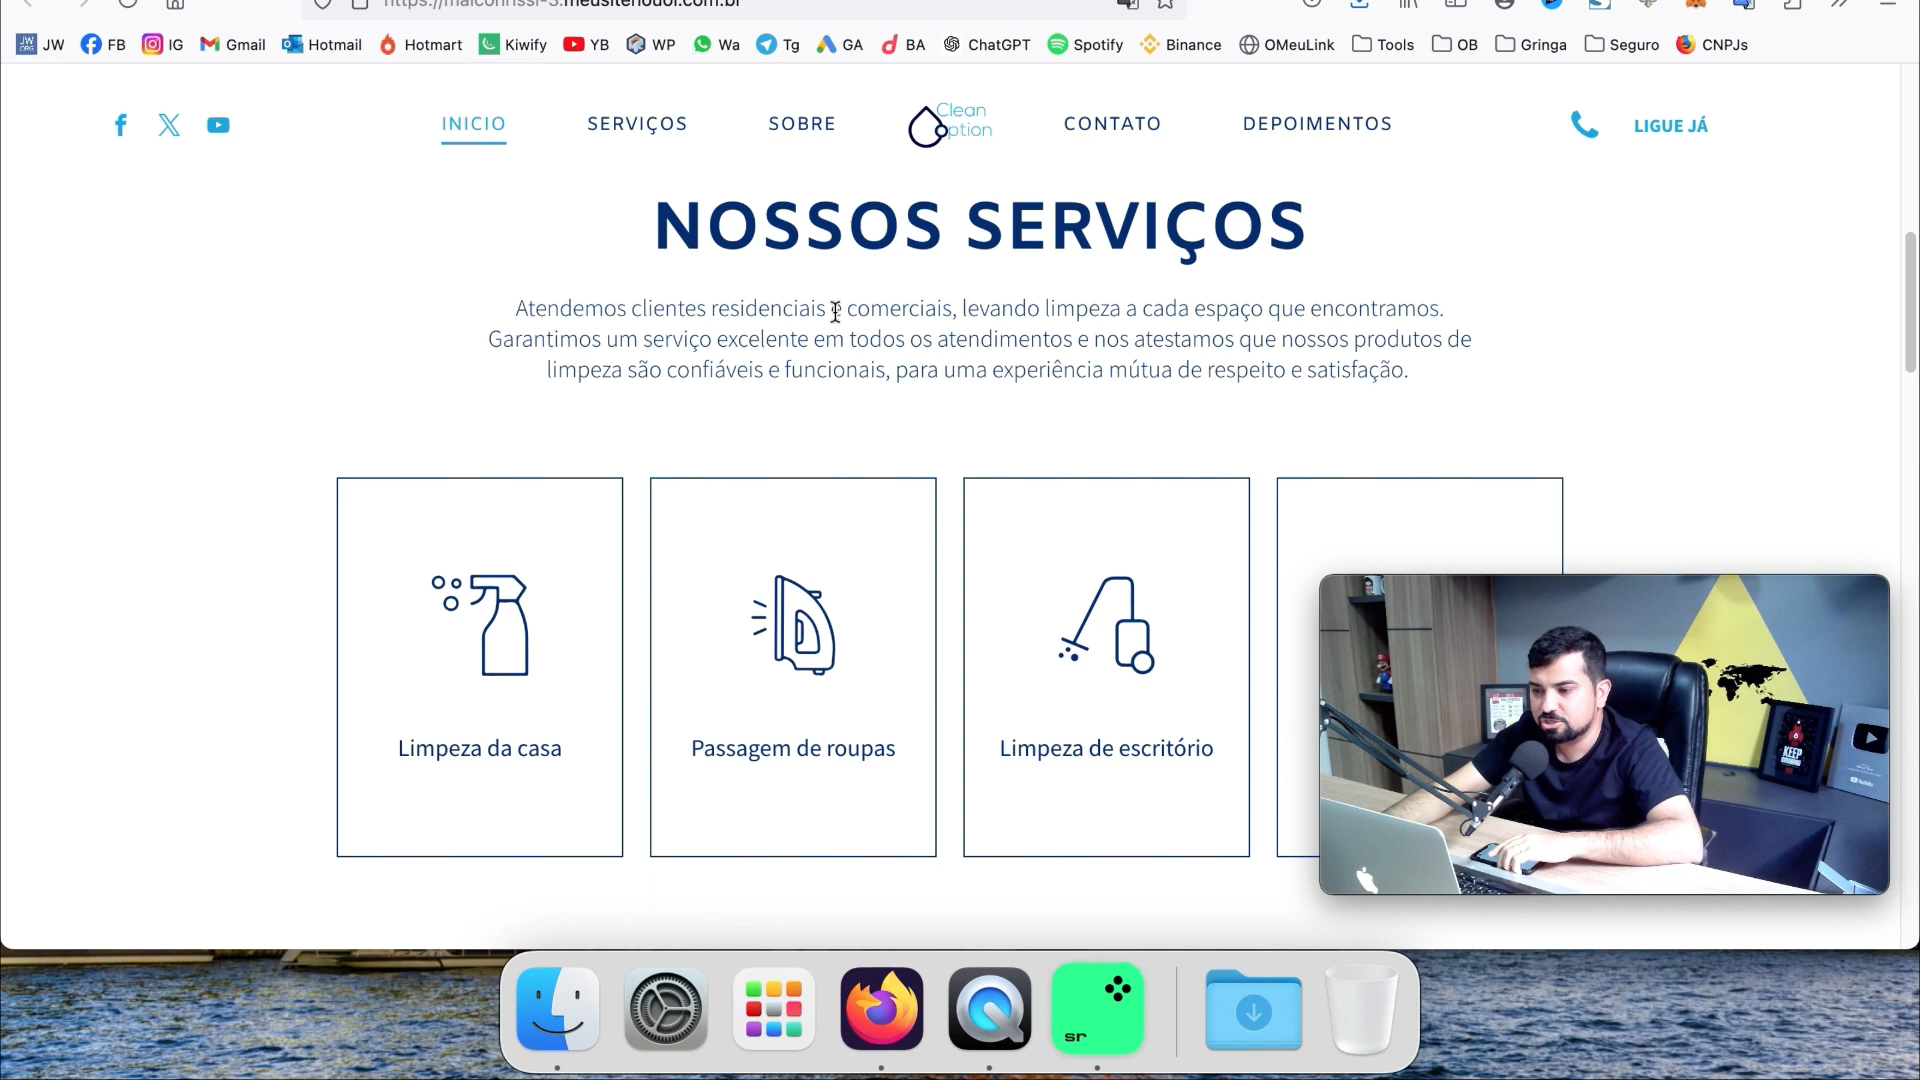 JW FB IG Gmail Hotmail Hotmart Kiwify YB WP Wa Tg GA BA ChatGPT Spotify Binance OMeuLink Tools OB Gringa Seguro CNPJs
INICIO SERVIÇOS SOBRE Clean ption CONTATO DEPOIMENTOS LIGUE JÁ
NOSSOS SERVIÇOS
Atendemos clientes residenciais e comerciais, levando limpeza a cada espaço que encontramos.
Garantimos um serviço excelente em todos os atendimentos e nos atestamos que nossos produtos de
limpeza são confiáveis e funcionais, para uma experiência mútua de respeito e satisfação.
Limpeza da casa
Passagem de roupas
Limpeza de escritório
KEEP
YouTube
sr